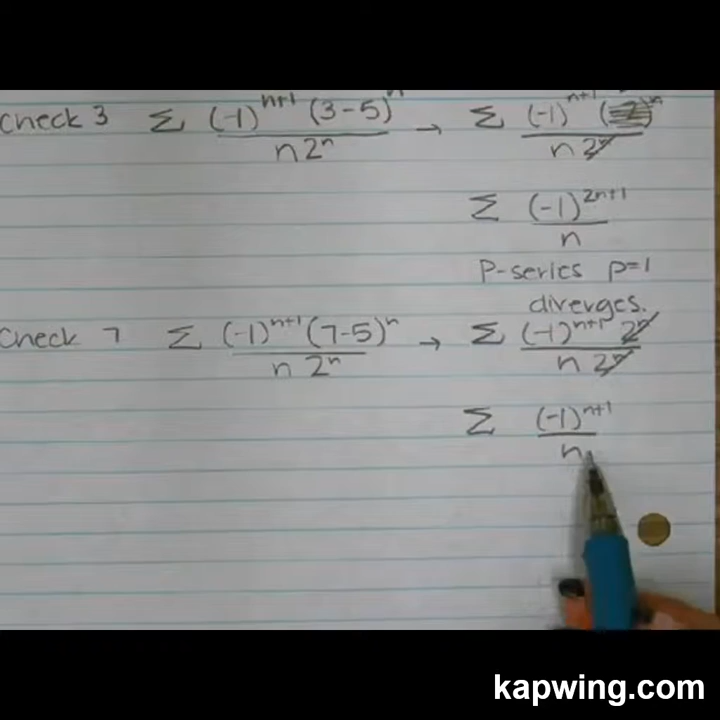 Check 3 Σ (-1)^{n+1} (3-5)^n / n 2^n → Σ (-1)^{n+1} (2)^n / n 2^n
Σ (-1)^{2n+1} / n
P-series p=1
diverges.
Check 7 Σ (-1)^{n+1} (7-5)^n / n 2^n → Σ (-1)^{n+1} 2^n / n 2^n
Σ (-1)^{n+1} / n
kapwing.com